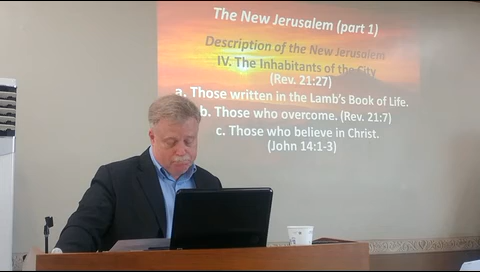 The New Jerusalem (part 1)
Description of the New Jerusalem
IV. The Inhabitants of the City
(Rev. 21:27)
a. Those written in the Lamb's Book of Life.
b. Those who overcome. (Rev. 21:7)
c. Those who believe in Christ.
(John 14:1-3)